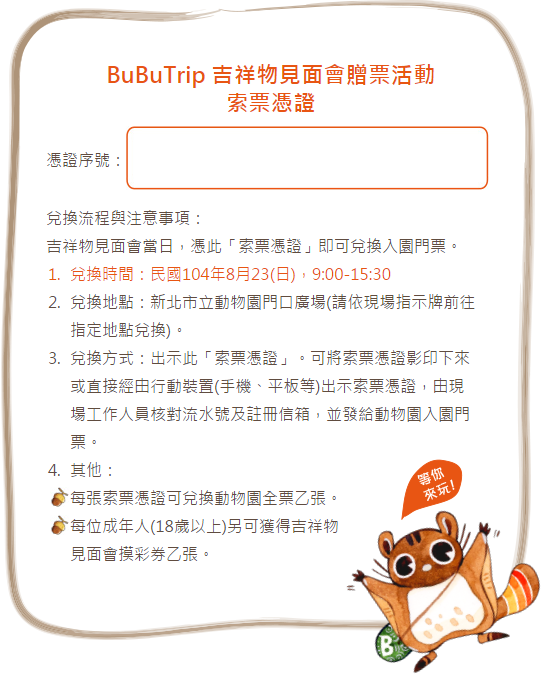 BuBuTrip 吉祥物見面會贈票活動
索票憑證
憑證序號：
兌換流程與注意事項：
吉祥物見面會當日，憑此「索票憑證」即可兌換入園門票。
1. 兌換時間：民國104年8月23(日)，9:00-15:30
2. 兌換地點：新北市立動物園門口廣場(請依現場指示牌前往
指定地點兌換)。
3. 兌換方式：出示此「索票憑證」。可將索票憑證影印下來
或直接經由行動裝置(手機、平板等)出示索票憑證，由現
場工作人員核對流水號及註冊信箱，並發給動物園入園門
票。
4. 其他：
每張索票憑證可兌換動物園全票乙張。
每位成年人(18歲以上)另可獲得吉祥物
見面會摸彩券乙張。
等你
來玩!
B